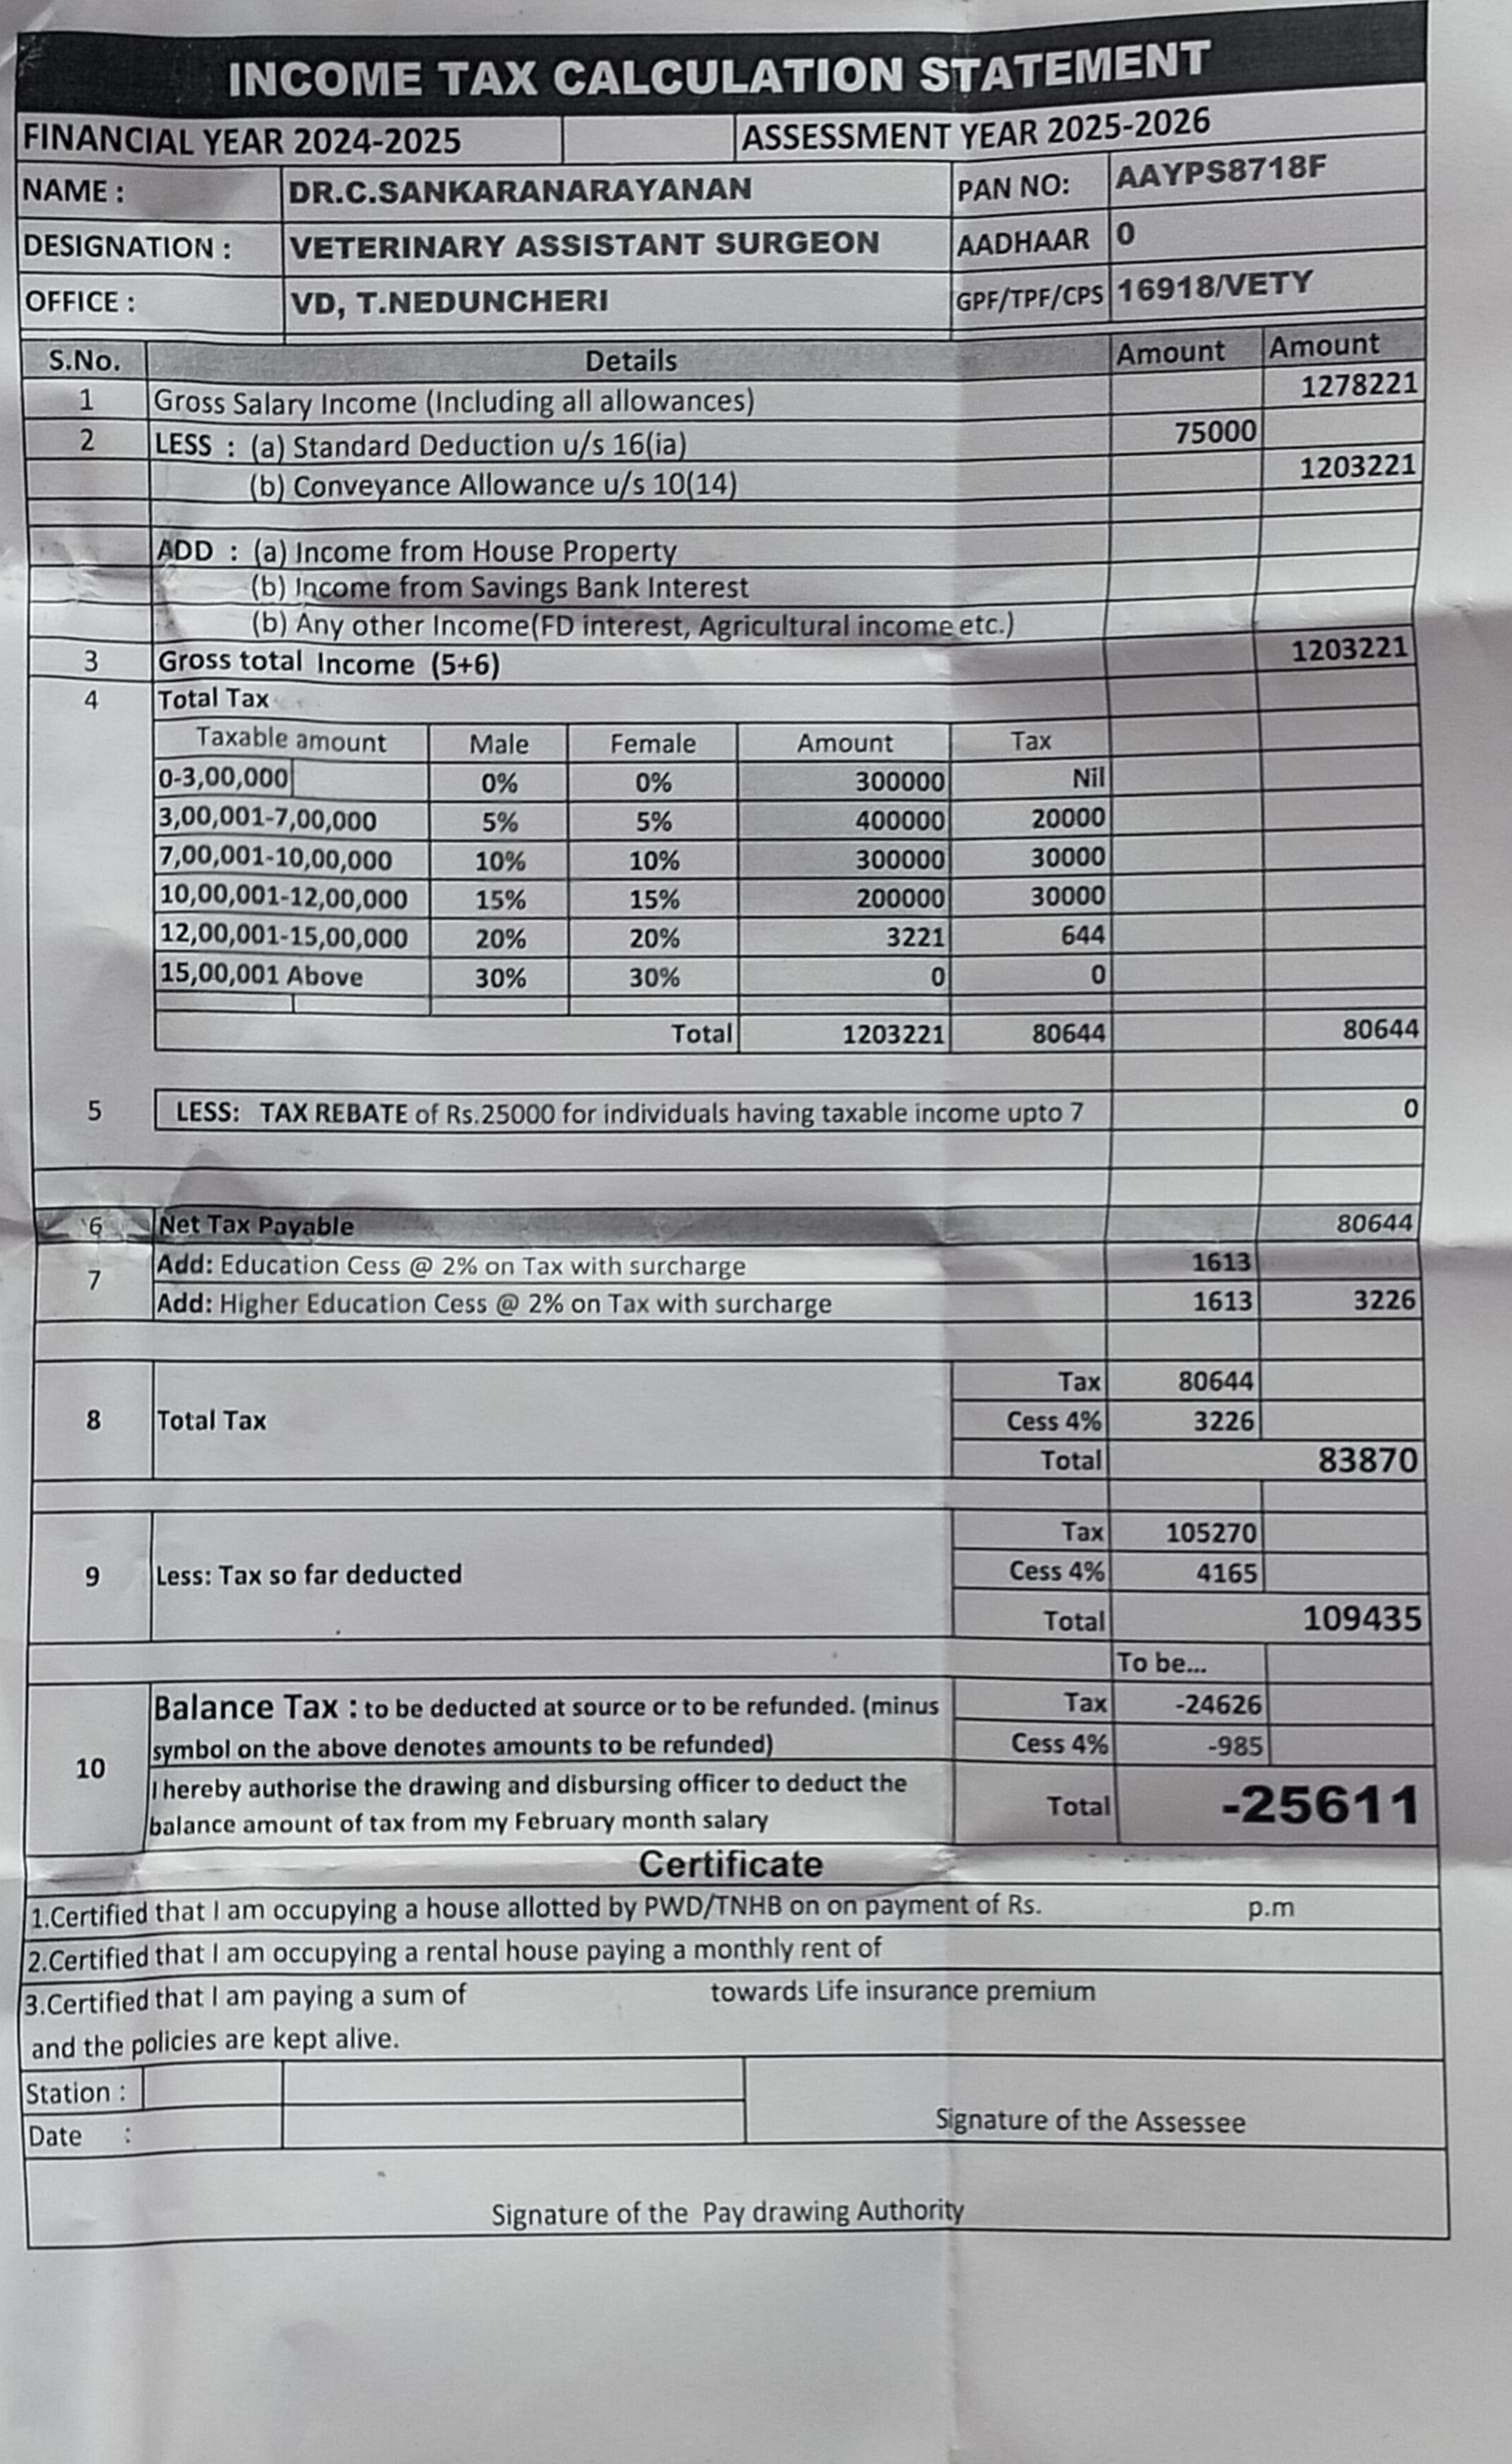 INCOME TAX CALCULATION STATEMENT
FINANCIAL YEAR 2024-2025 ASSESSMENT YEAR 2025-2026
NAME : DR.C.SANKARANARAYANAN PAN NO: AAYPS8718F
DESIGNATION : VETERINARY ASSISTANT SURGEON AADHAAR 0
OFFICE : VD, T.NEDUNCHERI GPF/TPF/CPS 16918/VETY
S.No. Details Amount Amount
1 Gross Salary Income (Including all allowances) 1278221
2 LESS : (a) Standard Deduction u/s 16(ia) 75000
(b) Conveyance Allowance u/s 10(14) 1203221
ADD : (a) Income from House Property
(b) Income from Savings Bank Interest
(b) Any other Income(FD interest, Agricultural income etc.)
3 Gross total Income (5+6) 1203221
4 Total Tax
Taxable amount Male Female Amount Tax
0-3,00,000 0% 0% 300000 Nil
3,00,001-7,00,000 5% 5% 400000 20000
7,00,001-10,00,000 10% 10% 300000 30000
10,00,001-12,00,000 15% 15% 200000 30000
12,00,001-15,00,000 20% 20% 3221 644
15,00,001 Above 30% 30% 0 0
Total 1203221 80644 80644
5 LESS: TAX REBATE of Rs.25000 for individuals having taxable income upto 7 0
6 Net Tax Payable 80644
7 Add: Education Cess @ 2% on Tax with surcharge 1613
Add: Higher Education Cess @ 2% on Tax with surcharge 1613 3226
Tax 80644
8 Total Tax Cess 4% 3226
Total 83870
Tax 105270
9 Less: Tax so far deducted Cess 4% 4165
Total 109435
To be...
Balance Tax : to be deducted at source or to be refunded. (minus Tax -24626
symbol on the above denotes amounts to be refunded) Cess 4% -985
10 I hereby authorise the drawing and disbursing officer to deduct the
balance amount of tax from my February month salary Total -25611
Certificate
1.Certified that I am occupying a house allotted by PWD/TNHB on on payment of Rs. p.m
2.Certified that I am occupying a rental house paying a monthly rent of
3.Certified that I am paying a sum of towards Life insurance premium
and the policies are kept alive.
Station :
Date : Signature of the Assessee
Signature of the Pay drawing Authority